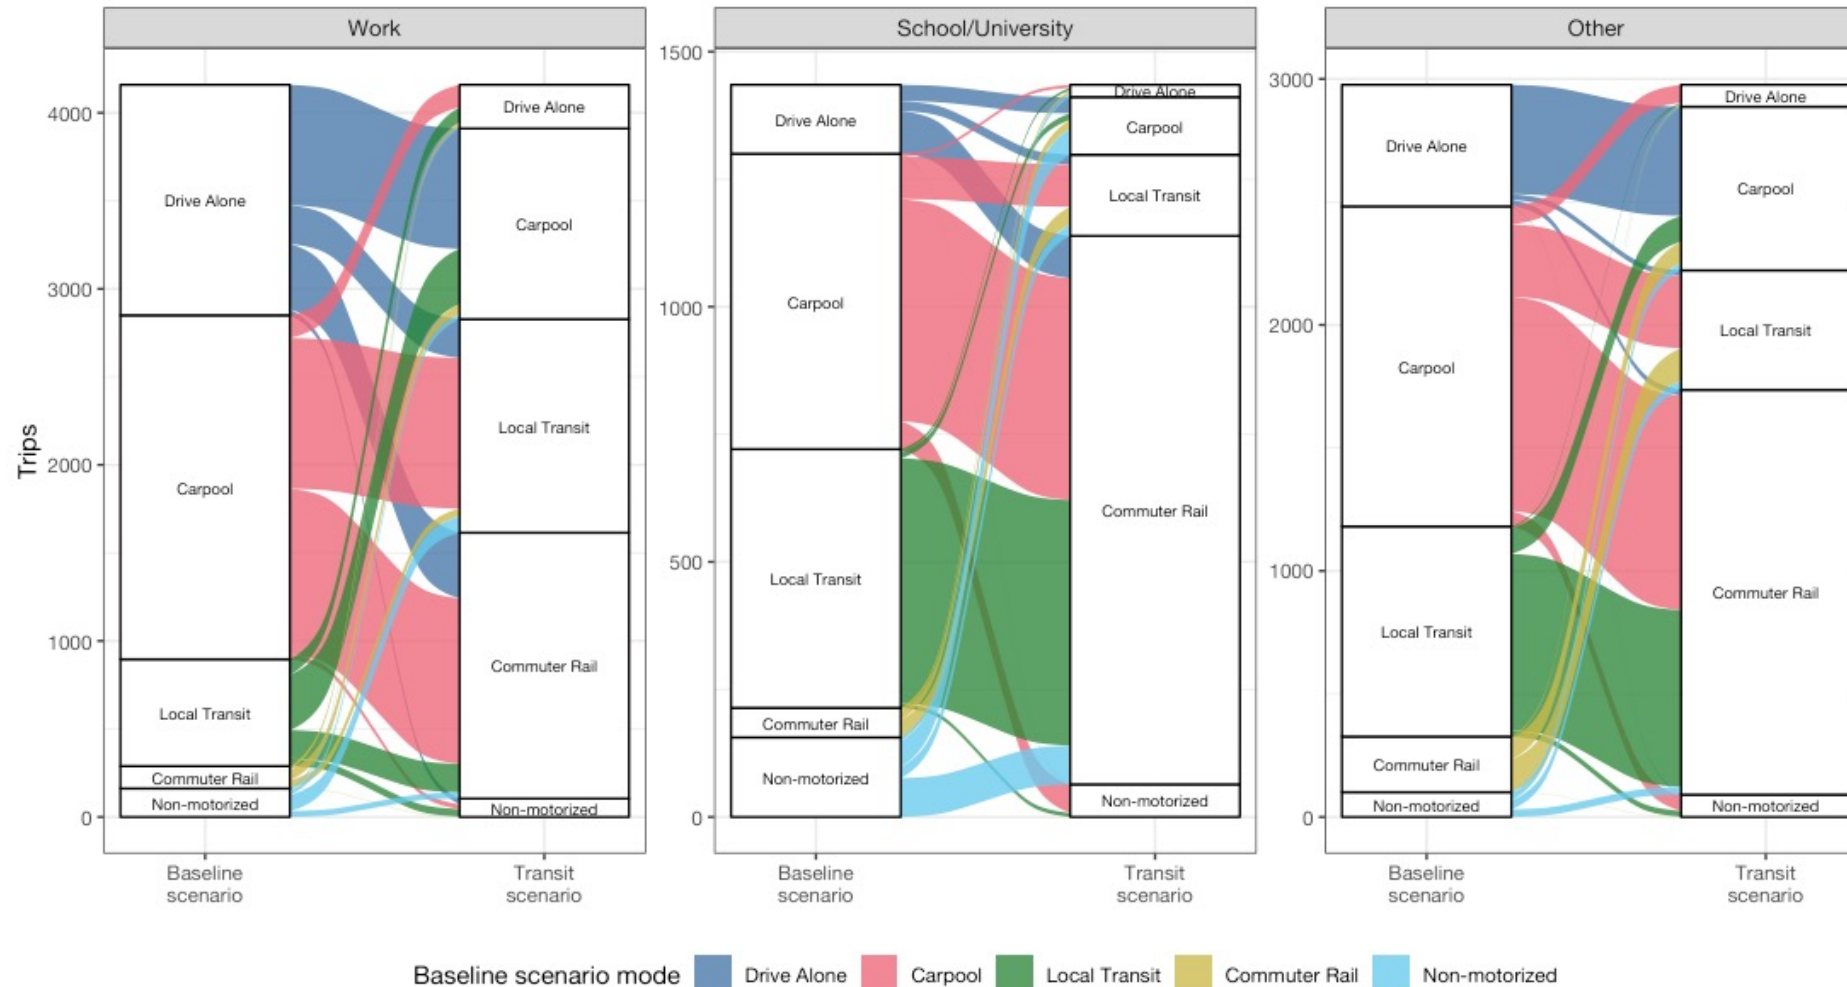 Work
School/University
Other
Trips
4000
3000
2000
1000
0
Drive Alone
Carpool
Local Transit
Commuter Rail
Non-motorized
Drive Alone
Carpool
Local Transit
Commuter Rail
Non-motorized
Baseline scenario
Transit scenario
1500
1000
500
0
Drive Alone
Carpool
Local Transit
Commuter Rail
Non-motorized
Drive Alone
Carpool
Local Transit
Commuter Rail
Non-motorized
Baseline scenario
Transit scenario
3000
2000
1000
0
Drive Alone
Carpool
Local Transit
Commuter Rail
Non-motorized
Drive Alone
Carpool
Local Transit
Commuter Rail
Non-motorized
Baseline scenario
Transit scenario
Baseline scenario mode Drive Alone Carpool Local Transit Commuter Rail Non-motorized